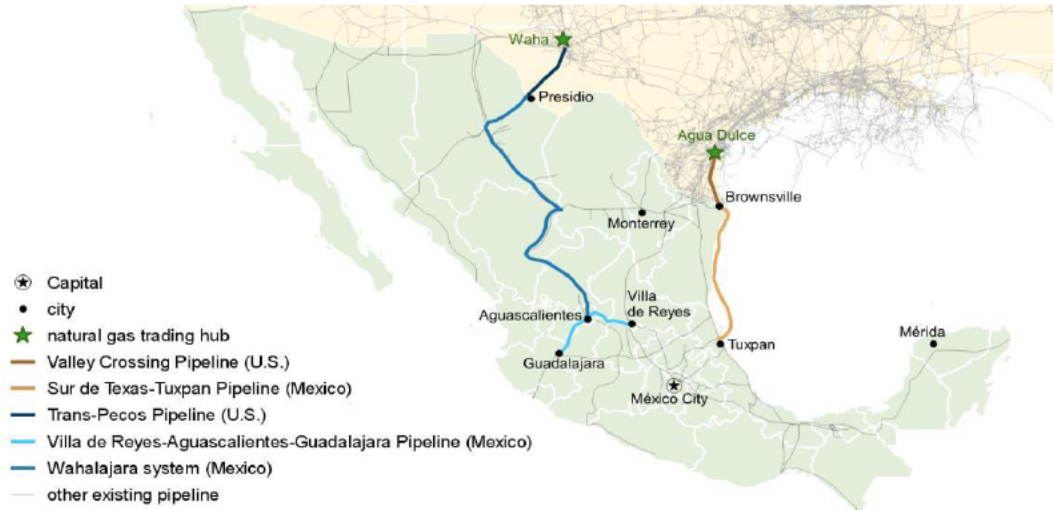 Waha
Presidio
Agua Dulce
Brownsville
Monterrey
Villa
de Reyes
Aguascalientes
Guadalajara
Tuxpan
Mérida
México City
Capital
city
natural gas trading hub
Valley Crossing Pipeline (U.S.)
Sur de Texas-Tuxpan Pipeline (Mexico)
Trans-Pecos Pipeline (U.S.)
Villa de Reyes-Aguascalientes-Guadalajara Pipeline (Mexico)
Wahalajara system (Mexico)
other existing pipeline